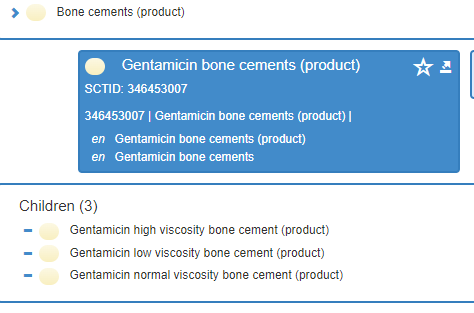 Bone cements (product)
Gentamicin bone cements (product)
SCTID: 346453007
346453007 | Gentamicin bone cements (product) |
en Gentamicin bone cements (product)
en Gentamicin bone cements
Children (3)
Gentamicin high viscosity bone cement (product)
Gentamicin low viscosity bone cement (product)
Gentamicin normal viscosity bone cement (product)